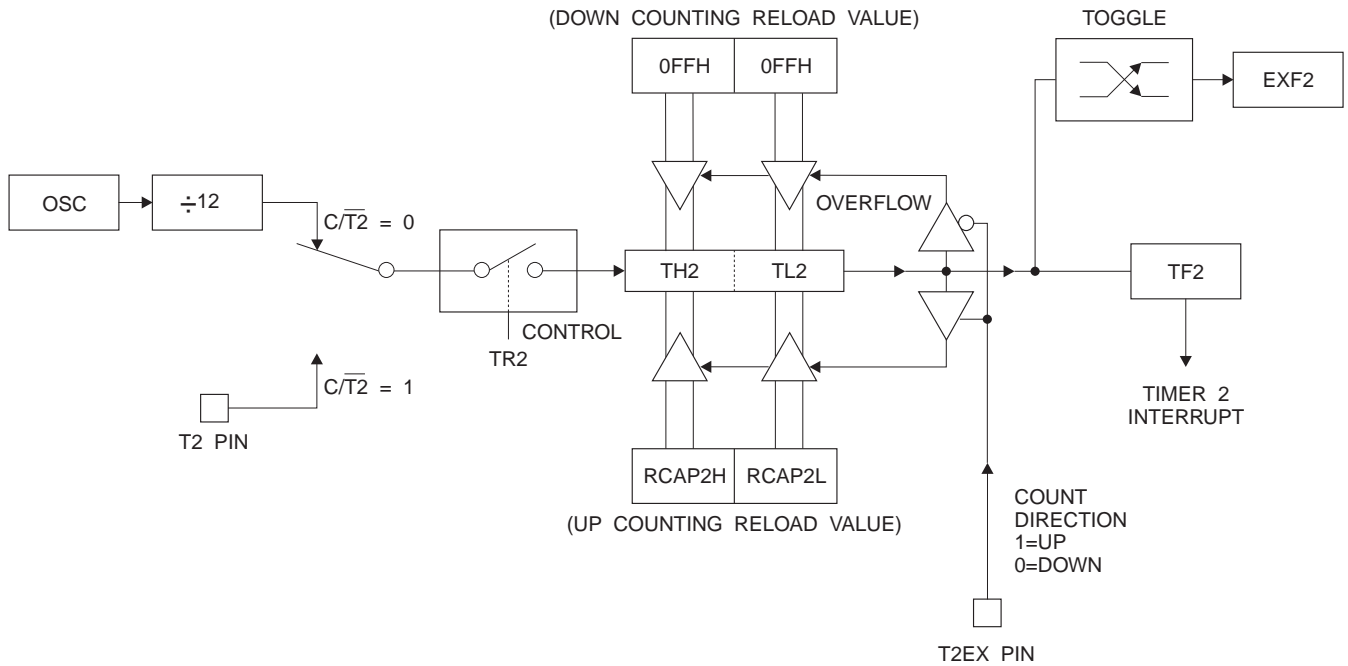 (DOWN COUNTING RELOAD VALUE)
TOGGLE
0FFH
0FFH
EXF2
OSC
÷12
C/T2̅ = 0
OVERFLOW
TH2
TL2
TF2
CONTROL
TR2
C/T2̅ = 1
T2 PIN
TIMER 2
INTERRUPT
RCAP2H
RCAP2L
(UP COUNTING RELOAD VALUE)
COUNT
DIRECTION
1=UP
0=DOWN
T2EX PIN